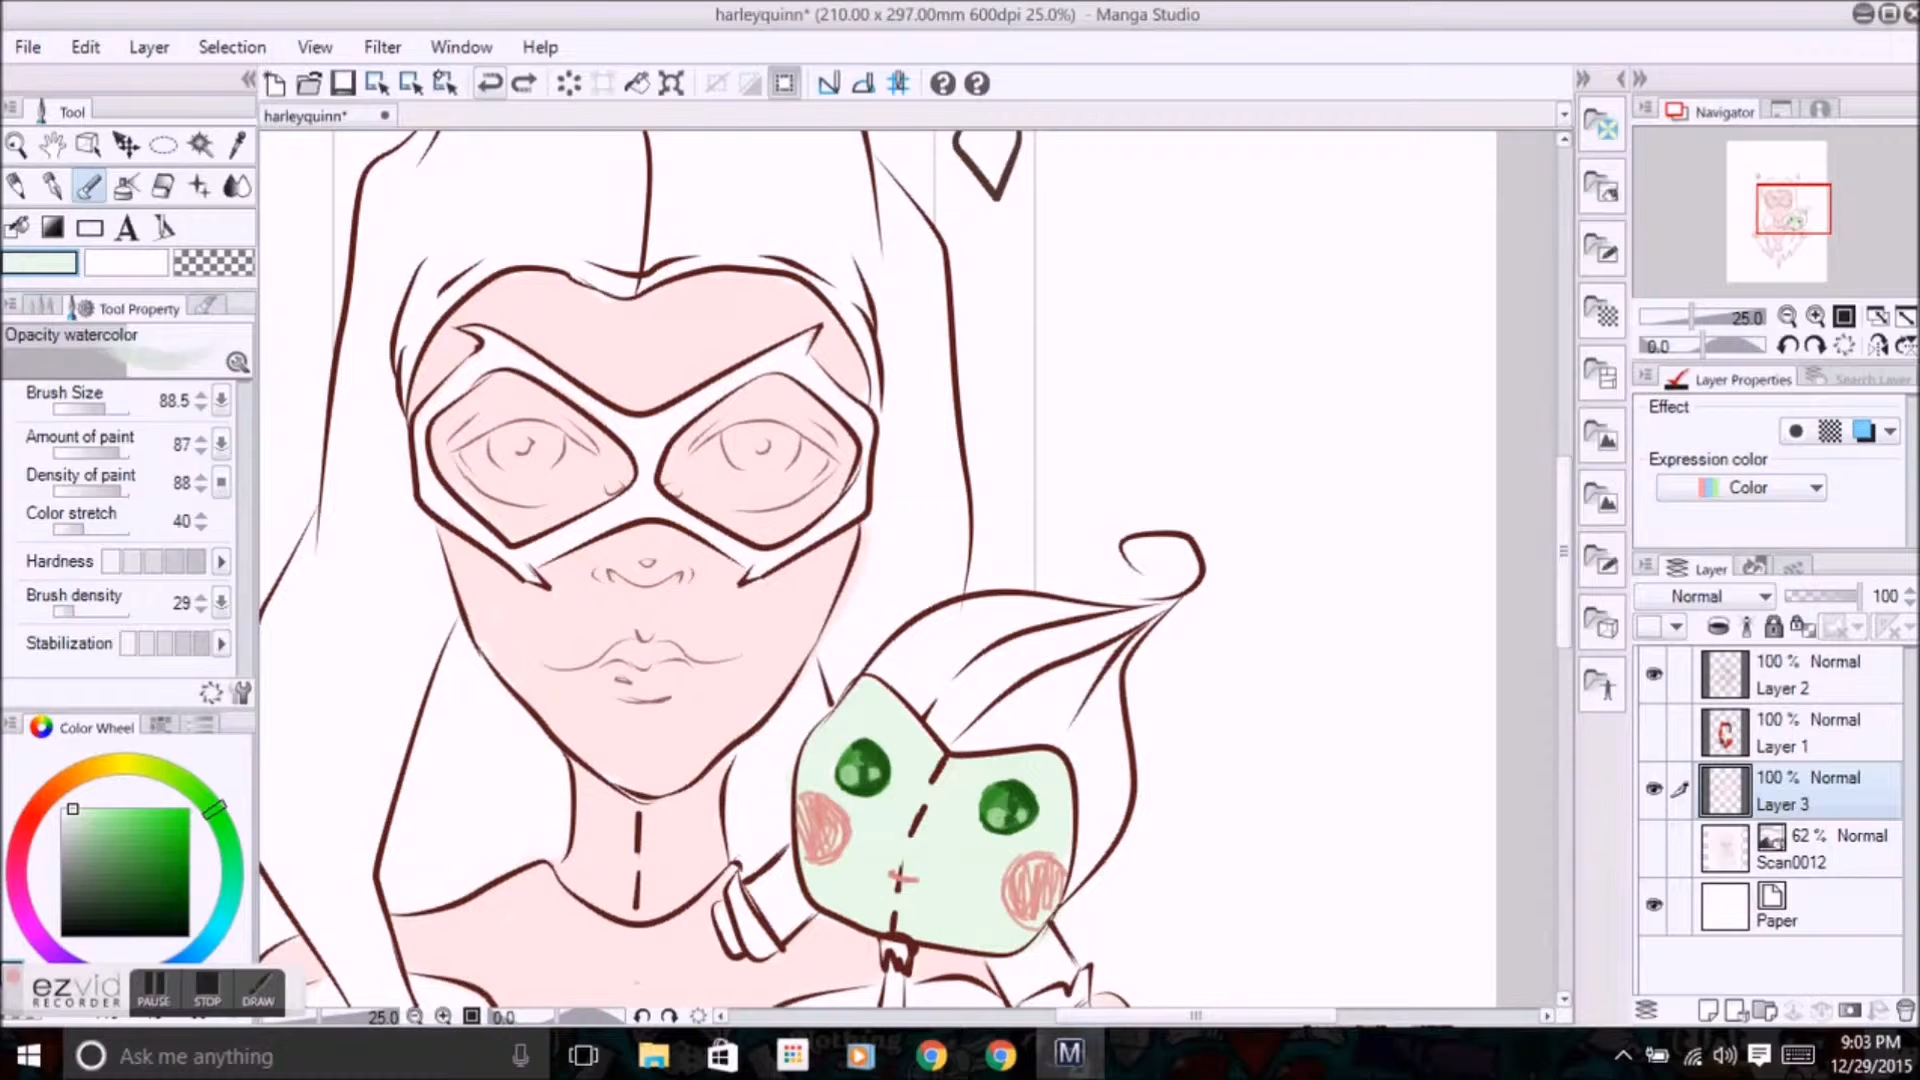 harleyquinn* (210.00 x 297.00mm 600dpi 25.0%) - Manga Studio
File Edit Layer Selection View Filter Window Help
Tool
harleyquinn*
Navigator
25.0
0.0
Tool Property
Opacity watercolor
Brush Size 88.5
Amount of paint 87
Density of paint 88
Color stretch 40
Hardness
Brush density 29
Stabilization
Color Wheel
Layer Properties Search Layer
Effect
Expression color
Color
Layer
Normal 100
100 % Normal
Layer 2
100 % Normal
Layer 1
100 % Normal
Layer 3
62 % Normal
Scan0012
Paper
ezvid
RECORDER
PAUSE STOP DRAW
25.0 0.0
Ask me anything
9:03 PM
12/29/2015